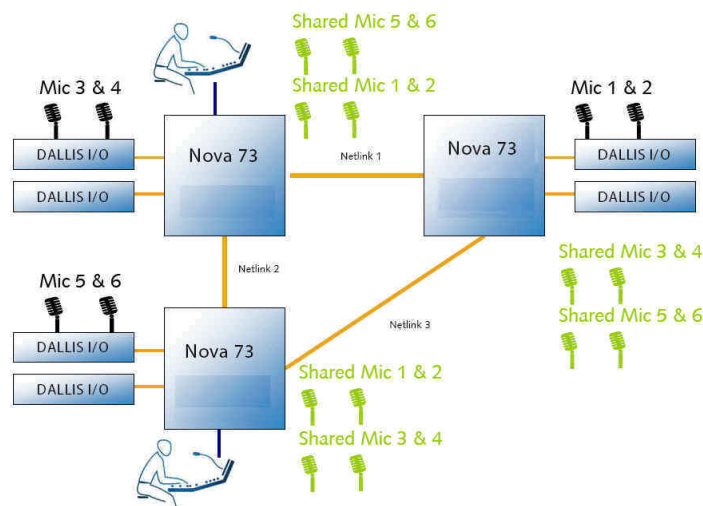 Shared Mic 5 & 6
Mic 3 & 4
Shared Mic 1 & 2
Mic 1 & 2
DALLIS I/O
Nova 73
Netlink 1
Nova 73
DALLIS I/O
DALLIS I/O
DALLIS I/O
Shared Mic 3 & 4
Netlink 2
Mic 5 & 6
Shared Mic 5 & 6
Netlink 3
DALLIS I/O
Nova 73
DALLIS I/O
Shared Mic 1 & 2
Shared Mic 3 & 4